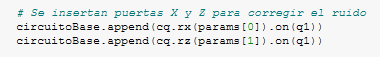 # Se insertan puertas X y Z para corregir el ruido
circuitoBase.append(cq.rx(params[0]).on(q1))
circuitoBase.append(cq.rz(params[1]).on(q1))